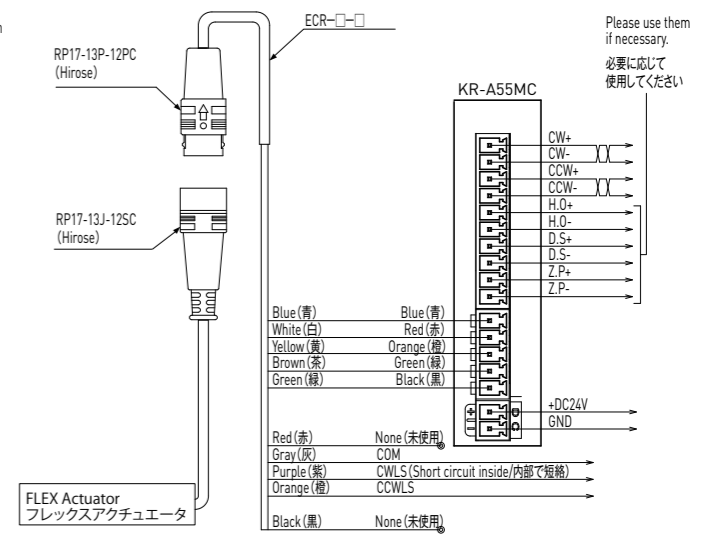 n
ECR-□-□
Please use them
if necessary.
必要に応じて
使用してください
RP17-13P-12PC
(Hirose)
KR-A55MC
CW+
CW-
CCW+
CCW-
H.O+
H.O-
D.S+
D.S-
Z.P+
Z.P-
RP17-13J-12SC
(Hirose)
Blue(青) Blue(青)
White(白) Red(赤)
Yellow(黄) Orange(橙)
Brown(茶) Green(緑)
Green(緑) Black(黒)
+ D +DC24V
- C GND
Red(赤) None(未使用)
Gray(灰) COM
Purple(紫) CWLS(Short circuit inside/内部で短絡)
Orange(橙) CCWLS
FLEX Actuator
フレックスアクチュエータ
Black(黒) None(未使用)